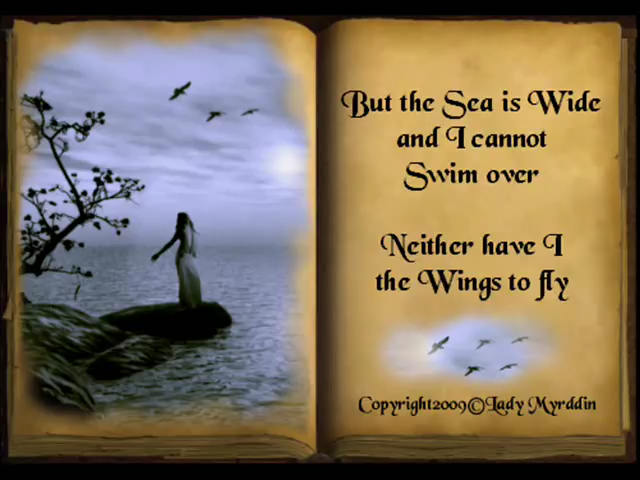 But the Sea is Wide
and I cannot
Swim over
Neither have I
the Wings to fly
Copyright2009©Lady Myrddin